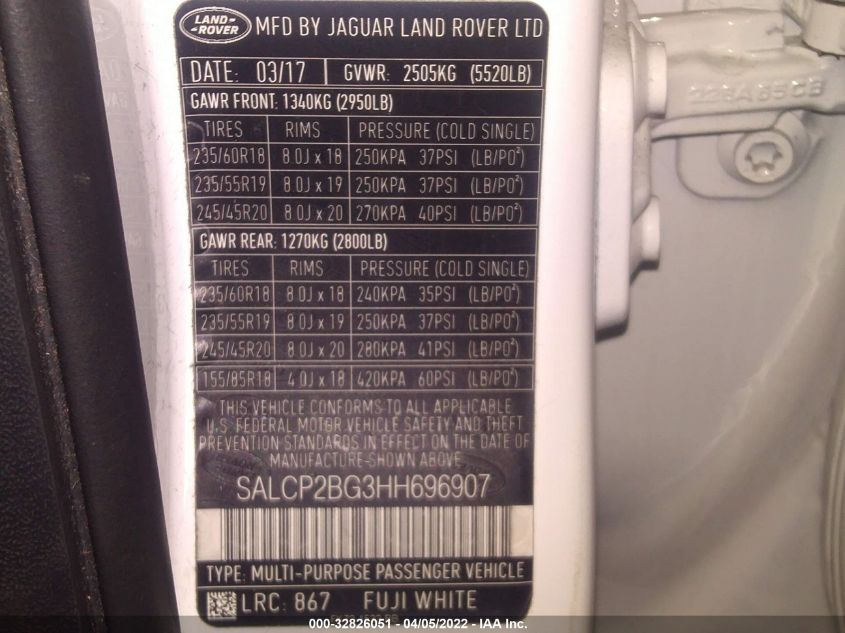 LAND-
ROVER
MFD BY JAGUAR LAND ROVER LTD
DATE: 03/17 GVWR: 2505KG (5520LB)
GAWR FRONT: 1340KG (2950LB)
TIRES RIMS PRESSURE (COLD SINGLE)
235/60R18 8.0J x 18 250KPA 37PSI (LB/PO²)
235/55R19 8.0J x 19 250KPA 37PSI (LB/PO²)
245/45R20 8.0J x 20 270KPA 40PSI (LB/PO²)
GAWR REAR: 1270KG (2800LB)
TIRES RIMS PRESSURE (COLD SINGLE)
235/60R18 8.0J x 18 240KPA 35PSI (LB/PO²)
235/55R19 8.0J x 19 250KPA 37PSI (LB/PO²)
245/45R20 8.0J x 20 280KPA 41PSI (LB/PO²)
155/85R18 4.0J x 18 420KPA 60PSI (LB/PO²)
THIS VEHICLE CONFORMS TO ALL APPLICABLE
U.S. FEDERAL MOTOR VEHICLE SAFETY AND THEFT
PREVENTION STANDARDS IN EFFECT ON THE DATE OF
MANUFACTURE SHOWN ABOVE.
SALCP2BG3HH696907
TYPE: MULTI-PURPOSE PASSENGER VEHICLE
LRC: 867 FUJI WHITE
000-32826051 - 04/05/2022 - IAA Inc.